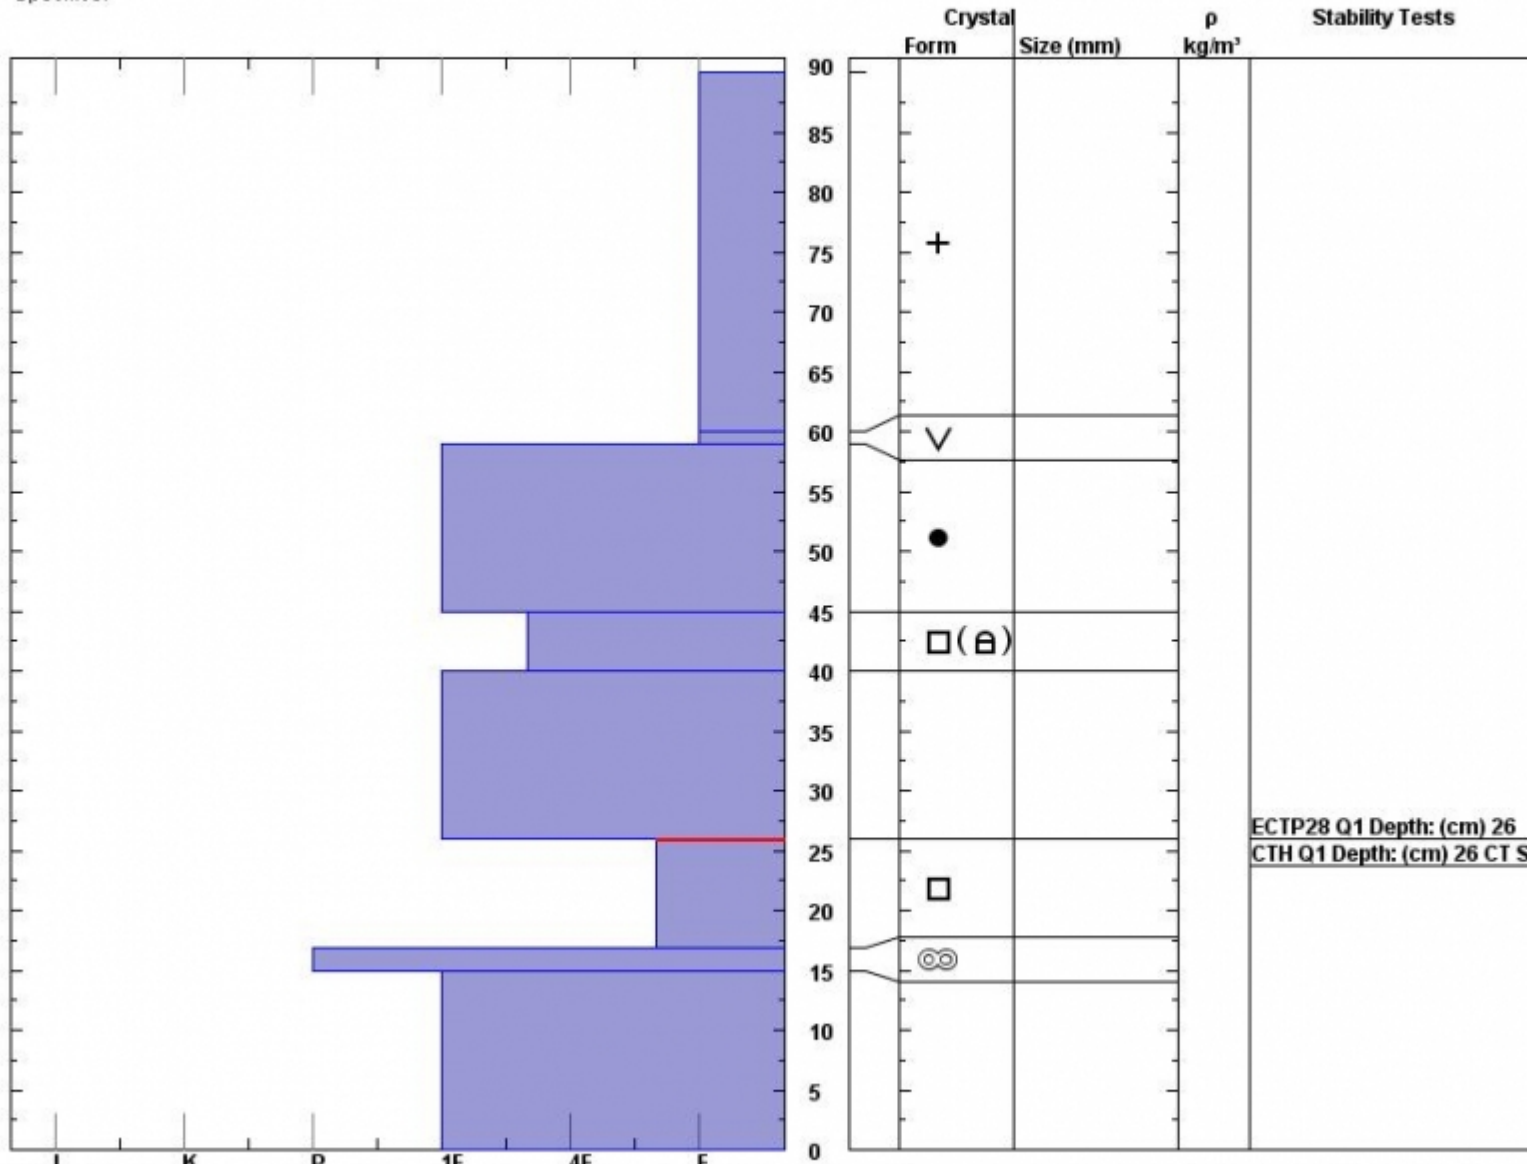 Crystal
ρ
Stability Tests
Form
Size (mm)
kg/m³
90
85
80
75
70
65
60
55
50
45
40
35
30
ECTP28 Q1 Depth: (cm) 26
25
CTH Q1 Depth: (cm) 26 CT S
20
15
10
5
0
I K P 1F 4F F